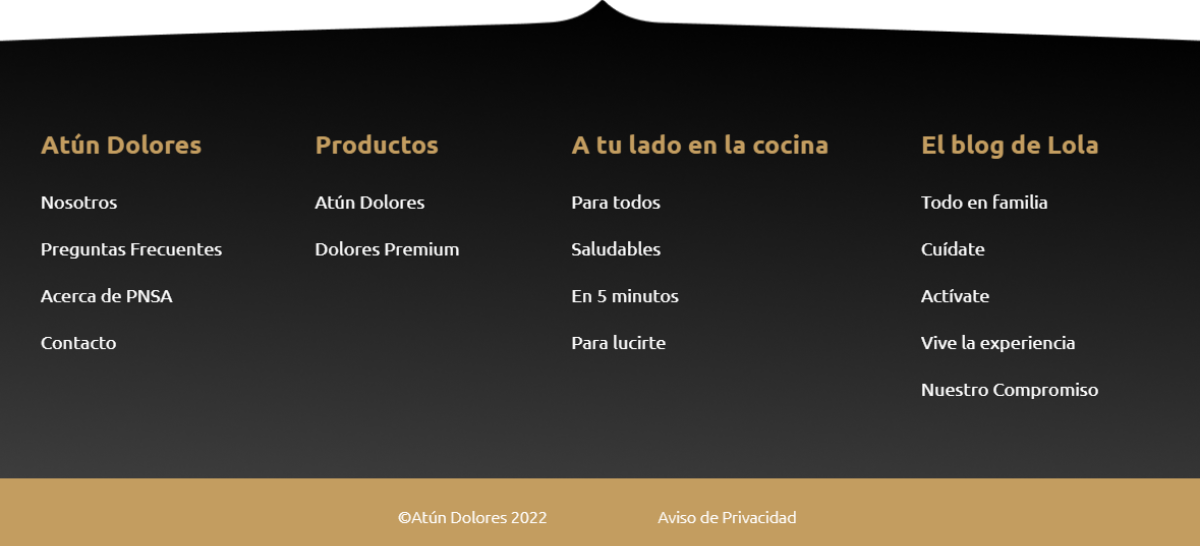 Atún Dolores
Nosotros
Preguntas Frecuentes
Acerca de PNSA
Contacto
Productos
Atún Dolores
Dolores Premium
A tu lado en la cocina
Para todos
Saludables
En 5 minutos
Para lucirte
El blog de Lola
Todo en familia
Cuídate
Actívate
Vive la experiencia
Nuestro Compromiso
©Atún Dolores 2022
Aviso de Privacidad